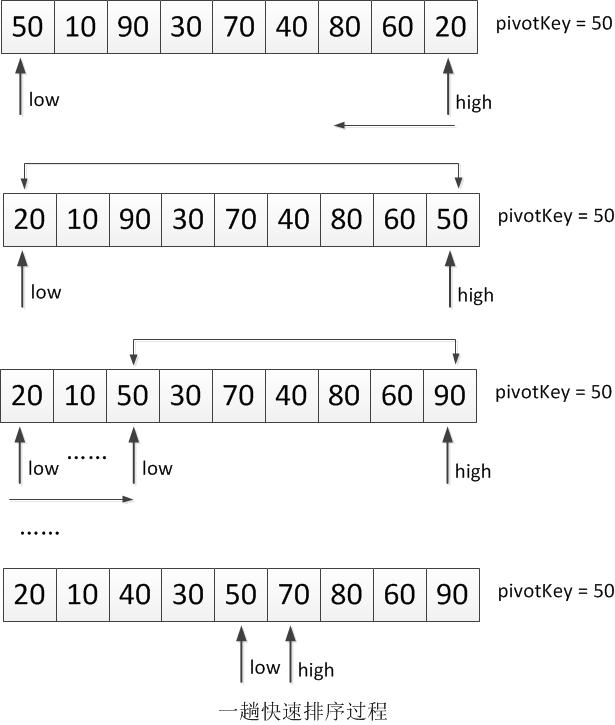 50 10 90 30 70 40 80 60 20 pivotKey = 50
low high
20 10 90 30 70 40 80 60 50 pivotKey = 50
low high
20 10 50 30 70 40 80 60 90 pivotKey = 50
low ...... low high
......
20 10 40 30 50 70 80 60 90 pivotKey = 50
low high
一趟快速排序过程